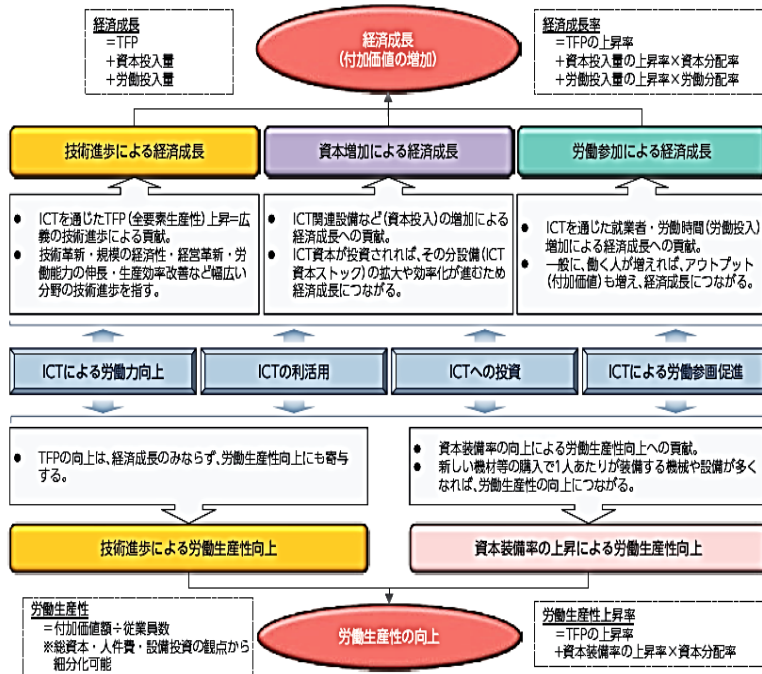 経済成長
＝TFP
＋資本投入量
＋労働投入量
経済成長
(付加価値の増加)
経済成長率
＝TFPの上昇率
＋資本投入量の上昇率×資本分配率
＋労働投入量の上昇率×労働分配率
技術進歩による経済成長
資本増加による経済成長
労働参加による経済成長
● ICTを通じたTFP(全要素生産性)上昇=広
義の技術進歩による貢献。
● 技術革新・規模の経済性・経営革新・労
働能力の伸長・生産効率改善など幅広い
分野の技術進歩を指す。
● ICT関連設備など(資本投入)の増加による
経済成長への貢献。
● ICT資本が投資されれば、その分設備(ICT
資本ストック)の拡大や効率化が進むため
経済成長につながる。
● ICTを通じた就業者・労働時間(労働投入)
増加による経済成長への貢献。
● 一般に、働く人が増えれば、アウトプット
(付加価値)も増え、経済成長につながる。
ICTによる労働力向上
ICTの利活用
ICTへの投資
ICTによる労働参画促進
● TFPの向上は、経済成長のみならず、労働生産性向上にも寄与
する。
● 資本装備率の向上による労働生産性向上への貢献。
● 新しい機材等の購入で1人あたりが装備する機械や設備が多く
なれば、労働生産性の向上につながる。
技術進歩による労働生産性向上
資本装備率の上昇による労働生産性向上
労働生産性
＝付加価値額÷従業員数
※総資本・人件費・設備投資の観点から
細分化可能
労働生産性の向上
労働生産性上昇率
＝TFPの上昇率
＋資本装備率の上昇率×資本分配率